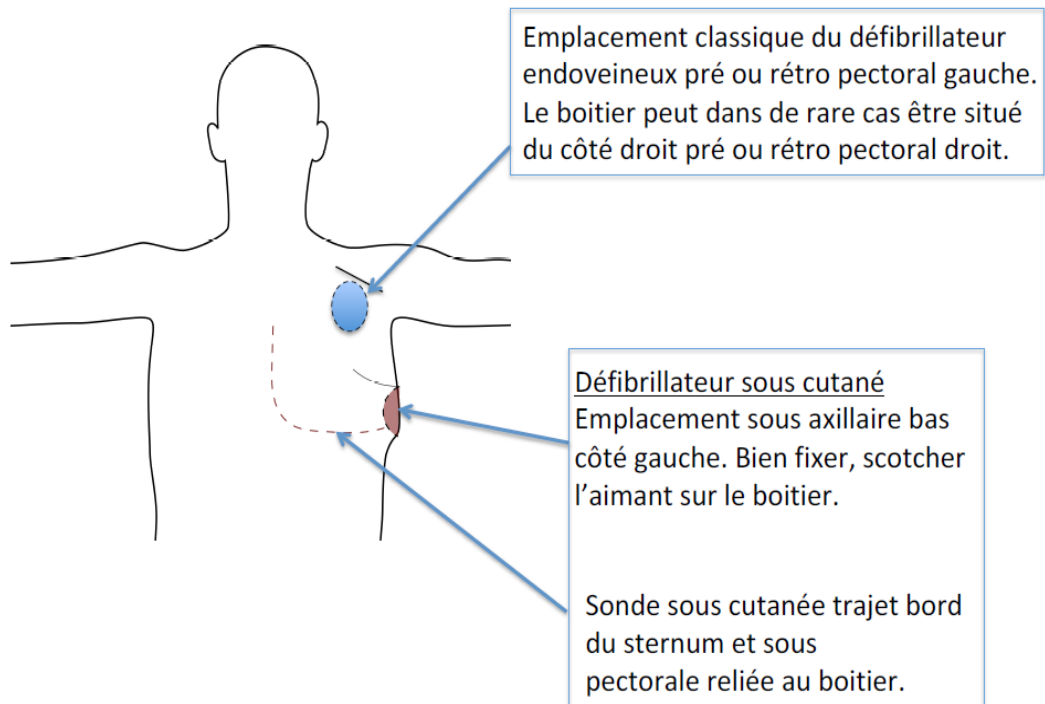 Emplacement classique du défibrillateur
endoveineux pré ou rétro pectoral gauche.
Le boitier peut dans de rare cas être situé
du côté droit pré ou rétro pectoral droit.
Défibrillateur sous cutané
Emplacement sous axillaire bas
côté gauche. Bien fixer, scotcher
l’aimant sur le boitier.
Sonde sous cutanée trajet bord
du sternum et sous
pectorale reliée au boitier.